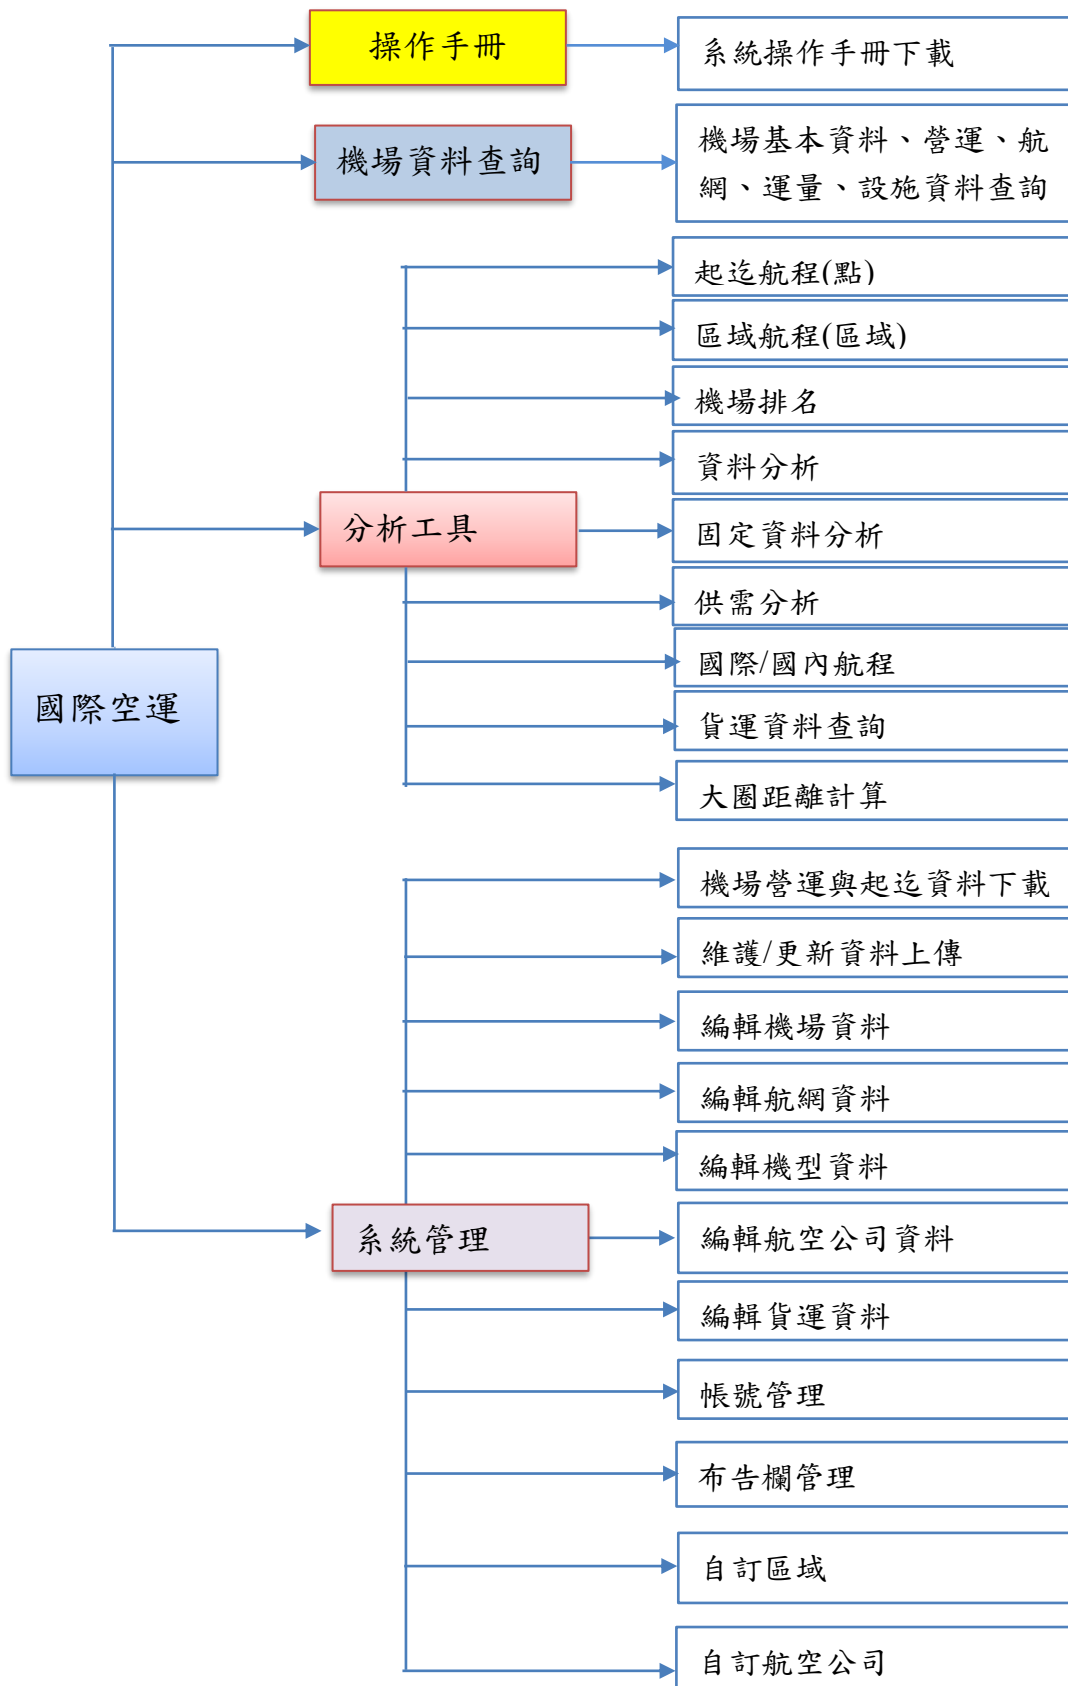 操作手冊
系統操作手冊下載
機場資料查詢
機場基本資料、營運、航
網、運量、設施資料查詢
起迄航程(點)
區域航程(區域)
機場排名
資料分析
分析工具
固定資料分析
供需分析
國際/國內航程
國際空運
貨運資料查詢
大圈距離計算
機場營運與起迄資料下載
維護/更新資料上傳
編輯機場資料
編輯航網資料
編輯機型資料
系統管理
編輯航空公司資料
編輯貨運資料
帳號管理
布告欄管理
自訂區域
自訂航空公司